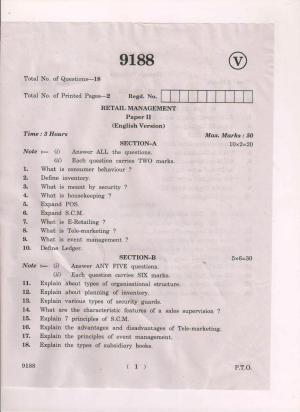 9188
V
Total No. of Questions—18
Total No. of Printed Pages—2 Regd. No.
RETAIL MANAGEMENT
Paper II
(English Version)
Time : 3 Hours Max. Marks : 50
SECTION-A 10×2=20
Note :— (i) Answer ALL the questions.
(ii) Each question carries TWO marks.
1. What is consumer behaviour ?
2. Define inventory.
3. What is meant by security ?
4. What is housekeeping ?
5. Expand POS.
6. Expand S.C.M.
7. What is E-Retailing ?
8. What is Tele-marketing ?
9. What is event management ?
10. Define Ledger.
SECTION-B 5×6=30
Note :— (i) Answer ANY FIVE questions.
(ii) Each question carries SIX marks.
11. Explain about types of organisational structure.
12. Explain about planning of inventory.
13. Explain various types of security guards.
14. What are the characteristic features of a sales supervision ?
15. Explain 7 principles of S.C.M.
16. Explain the advantages and disadvantages of Tele-marketing.
17. Explain the principles of event management.
18. Explain the types of subsidiary books.
9188 ( 1 ) P.T.O.